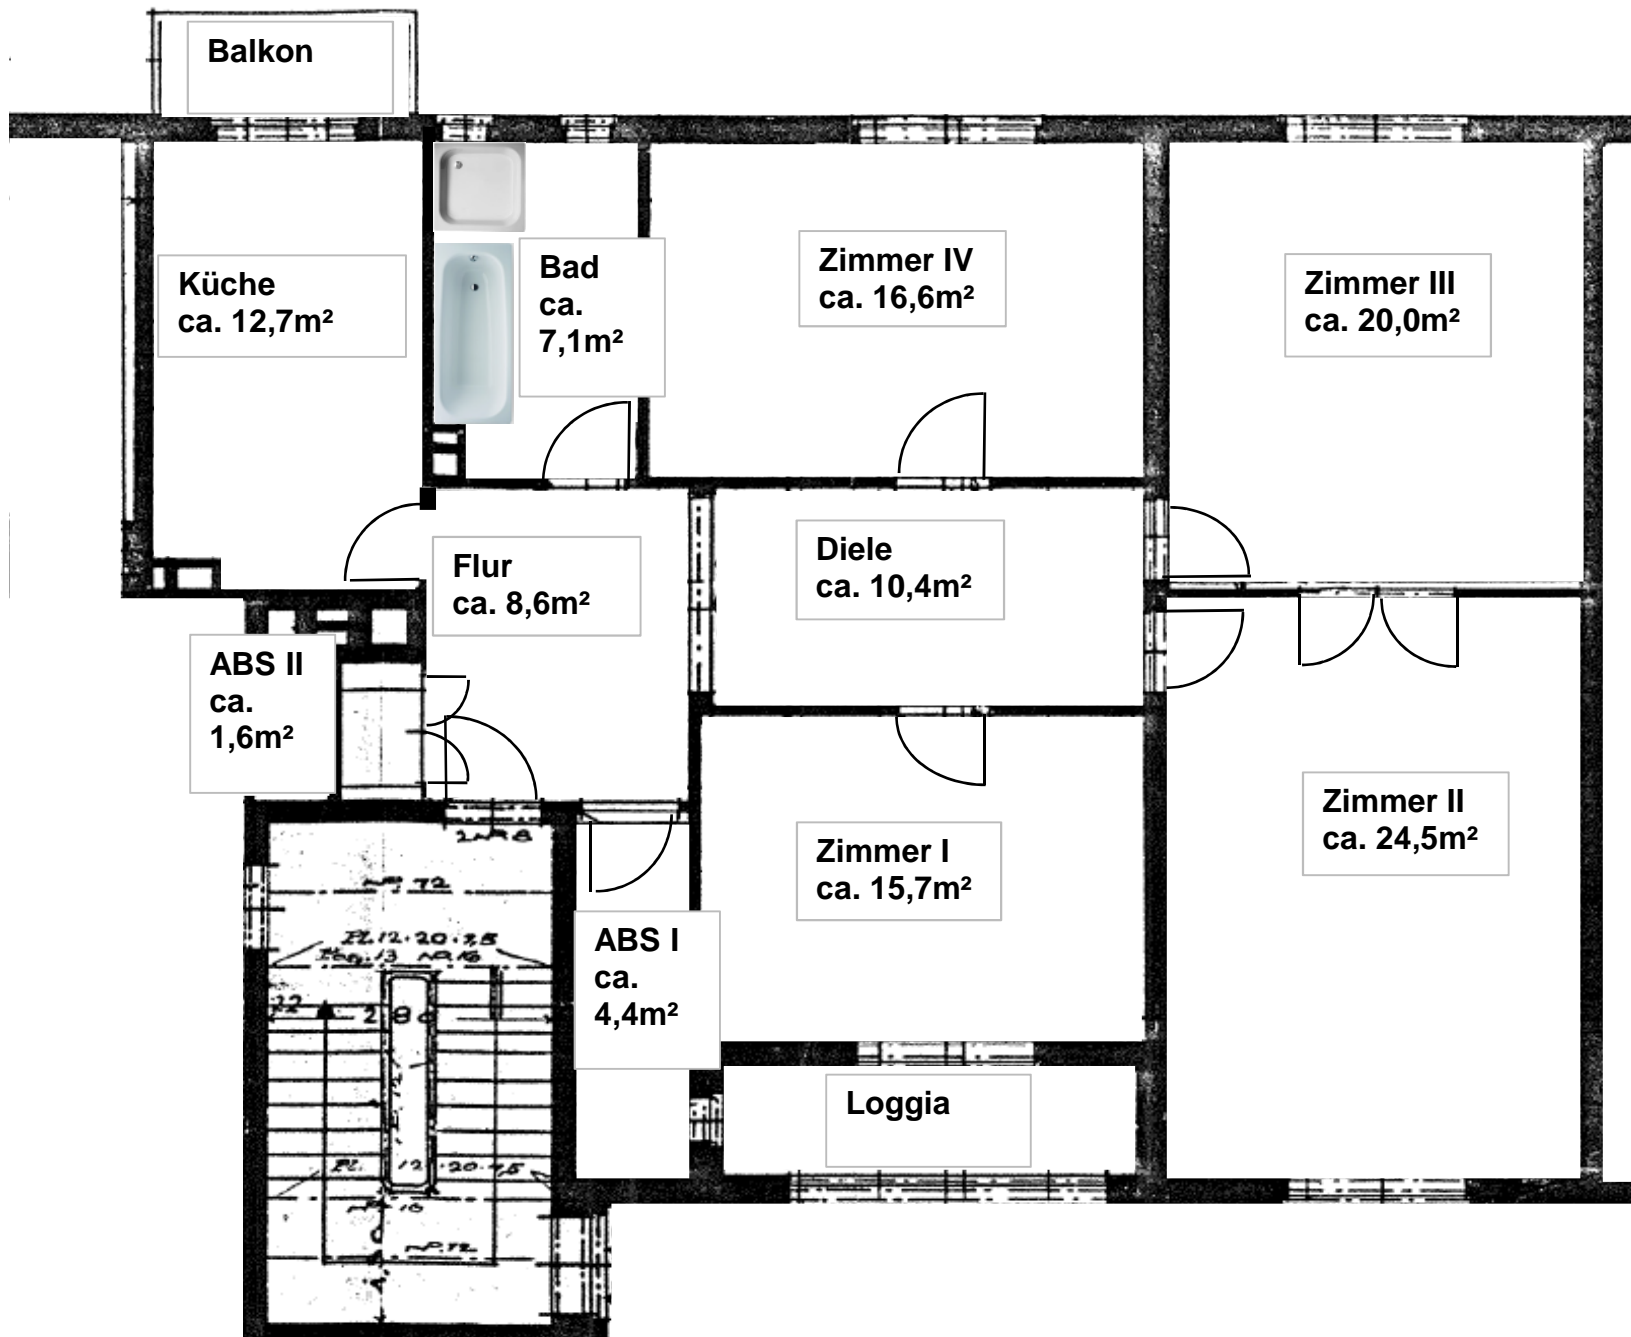 Balkon
Küche
ca. 12,7m²
Bad
ca.
7,1m²
Zimmer IV
ca. 16,6m²
Zimmer III
ca. 20,0m²
Flur
ca. 8,6m²
Diele
ca. 10,4m²
ABS II
ca.
1,6m²
Zimmer II
ca. 24,5m²
Zimmer I
ca. 15,7m²
ABS I
ca.
4,4m²
Loggia